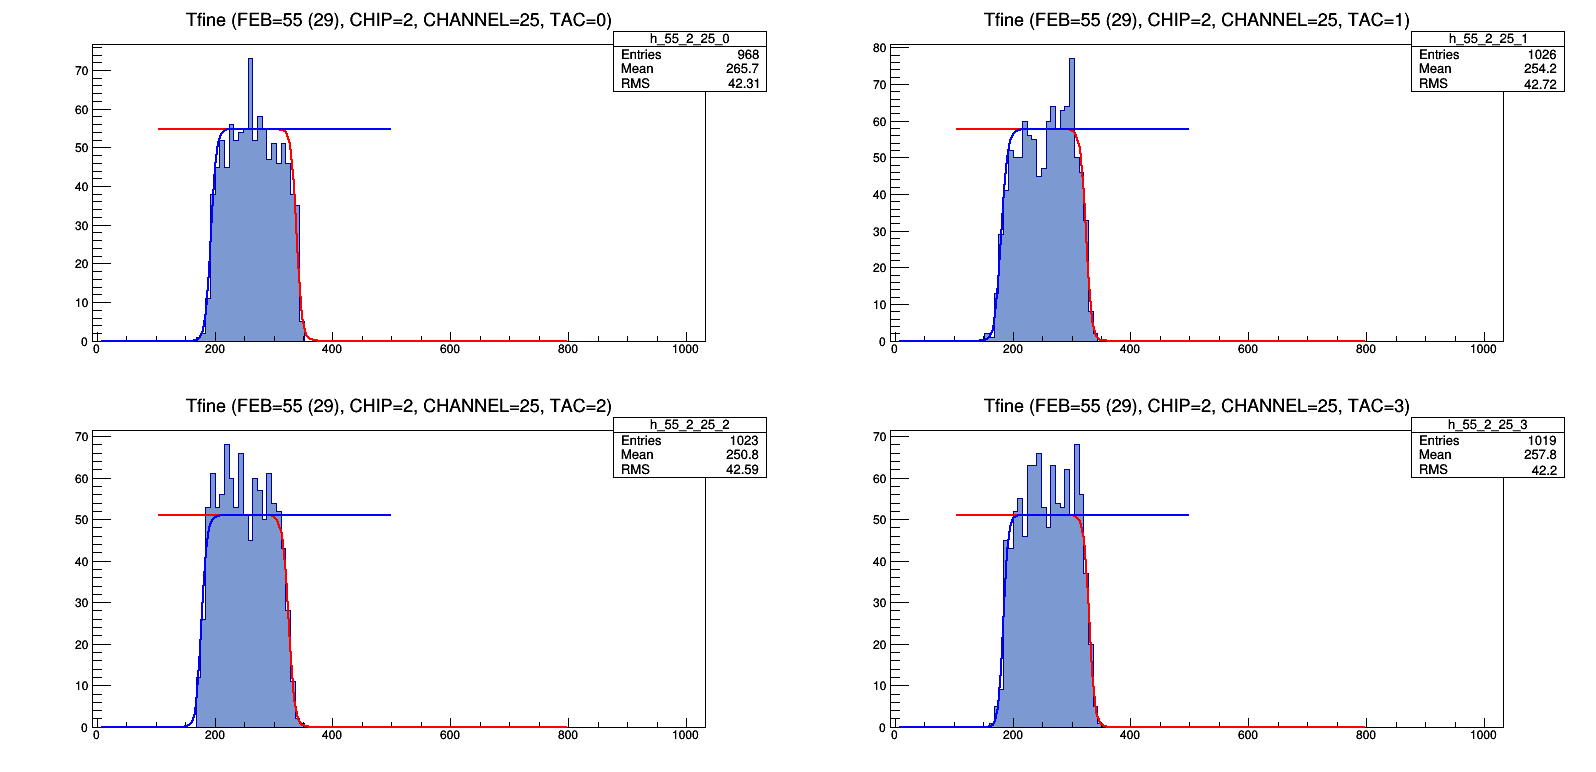 Tfine (FEB=55 (29), CHIP=2, CHANNEL=25, TAC=0)
h_55_2_25_0
Entries 968
Mean 265.7
RMS 42.31
70
60
50
40
30
20
10
0
0 200 400 600 800 1000
Tfine (FEB=55 (29), CHIP=2, CHANNEL=25, TAC=1)
h_55_2_25_1
Entries 1026
Mean 254.2
RMS 42.72
80
70
60
50
40
30
20
10
0
0 200 400 600 800 1000
Tfine (FEB=55 (29), CHIP=2, CHANNEL=25, TAC=2)
h_55_2_25_2
Entries 1023
Mean 250.8
RMS 42.59
70
60
50
40
30
20
10
0
0 200 400 600 800 1000
Tfine (FEB=55 (29), CHIP=2, CHANNEL=25, TAC=3)
h_55_2_25_3
Entries 1019
Mean 257.8
RMS 42.2
70
60
50
40
30
20
10
0
0 200 400 600 800 1000